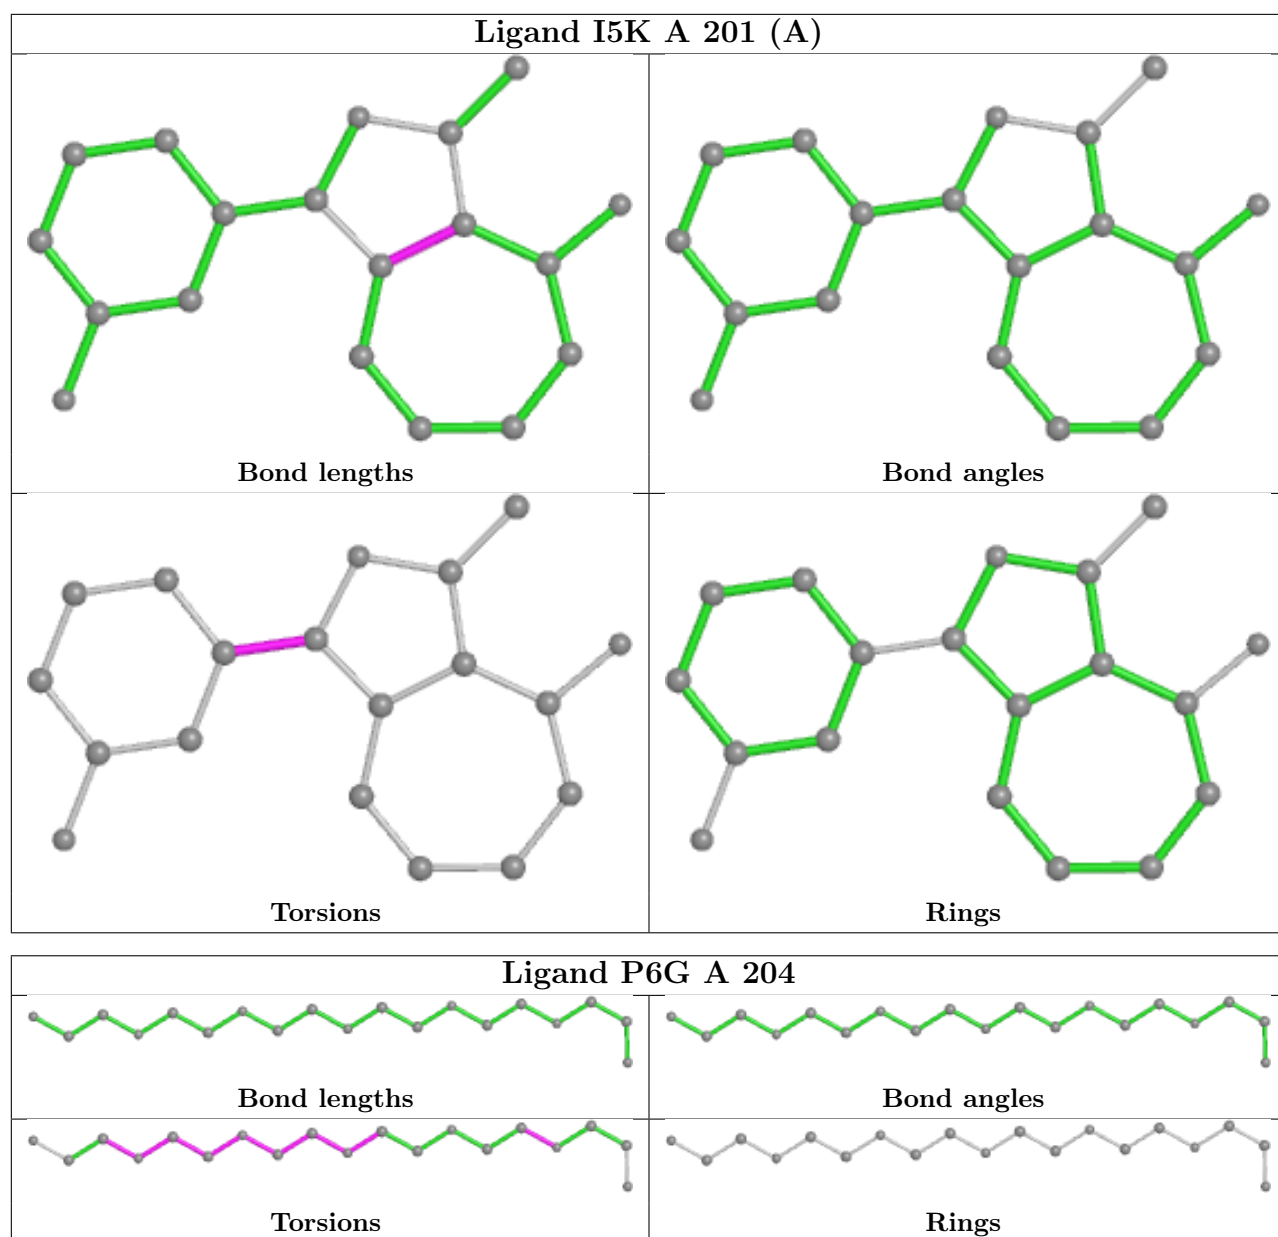 Ligand I5K A 201 (A)
Bond lengths
Bond angles
Torsions
Rings
Ligand P6G A 204
Bond lengths
Bond angles
Torsions
Rings